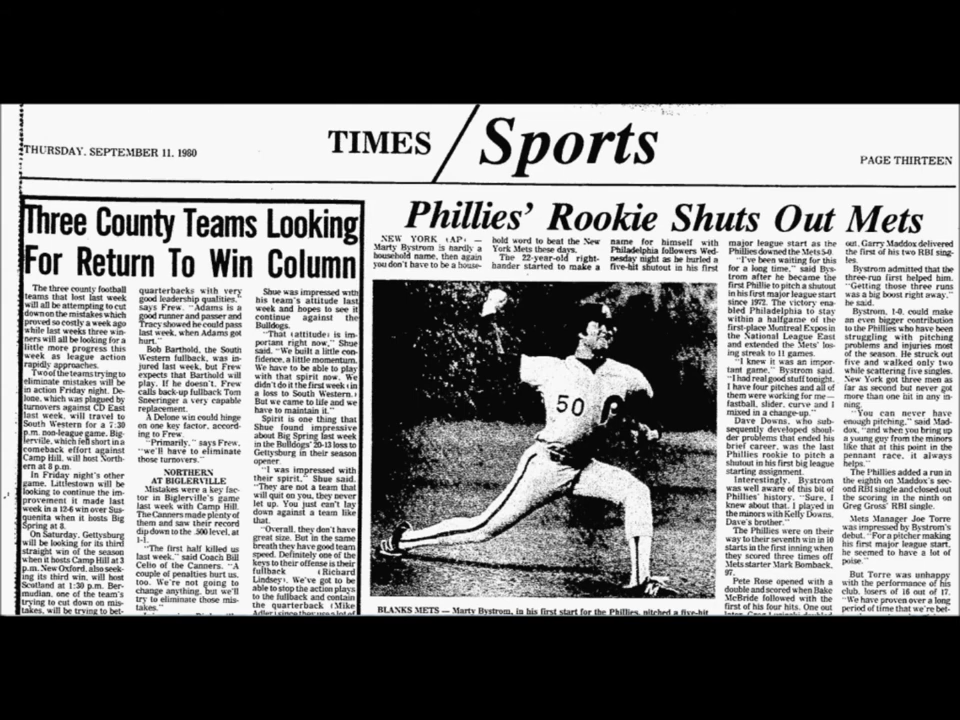 THURSDAY. SEPTEMBER 11. 1980
TIMES / Sports
PAGE THIRTEEN
Three County Teams Looking
For Return To Win Column
The three county football
teams that lost last week
will all be attempting to cut
down on the mistakes which
proved so costly a week ago
while last weeks three win-
ners will all be looking for a
little more progress this
week as league action
rapidly approaches.
Two of the teams trying to
eliminate mistakes will be
in action Friday night. De-
lone, which was plagued by
turnovers against CD East
last week, will travel to
South Western for a 7:30
p.m. non-league game. Big-
lerville, which fell short in a
comeback effort against
Camp Hill, will host North-
ern at 8 p.m.
In Friday night's other
game, Littlestown will be
looking to continue the im-
provement it made last
week in a 12-6 win over Sus-
quenita when it hosts Big
Spring at 8.
On Saturday, Gettysburg
will be looking for its third
straight win of the season
when it hosts Camp Hill at 3
p.m. New Oxford, also seek-
ing its third win, will host
Scotland at 1:30 p.m. Ber-
mudian, one of the team's
trying to cut down on mis-
takes, will be trying to bet-
quarterbacks with very
good leadership qualities,"
says Frew. "Adams is a
good runner and passer and
Tracy showed he could pass
last week, when Adams got
hurt."
Bob Barthold, the South
Western fullback, was in-
jured last week, but Frew
expects that Barthold will
play. If he doesn't, Frew
calls back-up fullback Tom
Sneeringer a very capable
replacement.
A Delone win could hinge
on one key factor, accord-
ing to Frew.
"Primarily," says Frew,
"we'll have to eliminate
those turnovers."
NORTHERN
AT BIGLERVILLE
Mistakes were a key fac-
tor in Biglerville's game
last week with Camp Hill.
The Canners made plenty of
them and saw their record
dip down to the .500 level, at
1-1.
"The first half killed us
last week," said Coach Bill
Celio of the Canners. "A
couple of penalties hurt us,
too. We're not going to
change anything, but we'll
try to eliminate those mis-
takes."
Shue was impressed with
his team's attitude last
week and hopes to see it
continue against the
Bulldogs.
"That (attitude) is im-
portant right now," Shue
said. "We built a little con-
fidence, a little momentum.
We have to be able to play
with that spirit now. We
didn't do it the first week (in
a loss to South Western.)
But we came to life and we
have to maintain it."
Spirit is one thing that
Shue found impressive
about Big Spring last week
in the Bulldogs' 20-13 loss to
Gettysburg in their season
opener.
"I was impressed with
their spirit," Shue said.
"They are not a team that
will quit on you, they never
let up. You just can't lay
down against a team like
that.
"Overall, they don't have
great size. But in the same
breath they have good team
speed. Definitely one of the
keys to their offense is their
fullback (Richard
Lindsey). We've got to be
able to stop the action plays
to the fullback and contain
the quarterback (Mike
Phillies' Rookie Shuts Out Mets
NEW YORK (AP) —
Marty Bystrom is hardly a
household name, then again
you don't have to be a house-
hold word to beat the New
York Mets these days.
The 22-year-old right-
hander started to make a
name for himself with
Philadelphia followers Wed-
nesday night as he hurled a
five-hit shutout in his first
50
BLANKS METS — Marty Bystrom, in his first start for the Phillies, pitched a five-hit
major league start as the
Phillies downed the Mets 5-0.
"I've been waiting for this
for a long time," said Bys-
trom after he became the
first Phillie to pitch a shutout
in his first major league start
since 1972. The victory ena-
bled Philadelphia to stay
within a halfgame of the
first-place Montreal Expos in
the National League East
and extended the Mets' los-
ing streak to 11 games.
"I knew it was an impor-
tant game," Bystrom said.
"I had real good stuff tonight.
I have four pitches and all of
them were working for me—
fastball, slider, curve and I
mixed in a change-up."
Dave Downs, who sub-
sequently developed shoul-
der problems that ended his
brief career, was the last
Phillies rookie to pitch a
shutout in his first big league
starting assignment.
Interestingly, Bystrom
was well aware of this bit of
Phillies' history. "Sure, I
knew about that. I played in
the minors with Kelly Downs,
Dave's brother."
The Phillies were on their
way to their seventh win in 10
starts in the first inning when
they scored three times off
Mets starter Mark Bomback,
97.
Pete Rose opened with a
double and scored when Bake
McBride followed with the
first of his four hits. One out
out, Garry Maddox delivered
the first of his two RBI sin-
gles.
Bystrom admitted that the
three-run first helped him.
"Getting those three runs
was a big boost right away,"
he said.
Bystrom, 1-0, could make
an even bigger contribution
to the Phillies who have been
struggling with pitching
problems and injuries most
of the season. He struck out
five and walked only two
while scattering five singles.
New York got three men as
far as second but never got
more than one hit in any in-
ning.
"You can never have
enough pitching," said Mad-
dox, "and when you bring up
a young guy from the minors
like that at this point in the
pennant race, it always
helps."
The Phillies added a run in
the eighth on Maddox's sec-
ond RBI single and closed out
the scoring in the ninth on
Greg Gross' RBI single.
Mets Manager Joe Torre
was impressed by Bystrom's
debut. "For a pitcher making
his first major league start,
he seemed to have a lot of
poise."
But Torre was unhappy
with the performance of his
club, losers of 16 out of 17.
"We have proven over a long
period of time that we're bet-